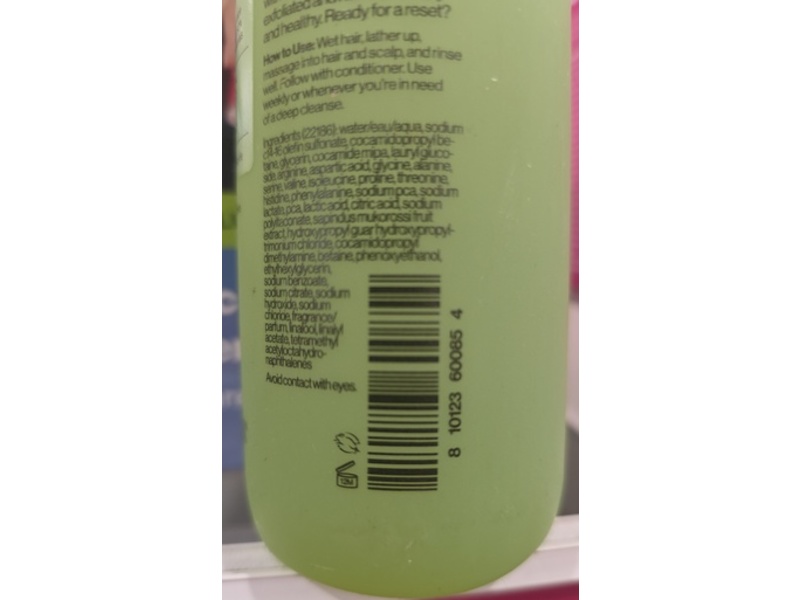 exfoliated and
and healthy. Ready for a reset?
How to Use: Wet hair, lather up,
massage into hair and scalp, and rinse
well. Follow with conditioner. Use
weekly or whenever you're in need
of a deep cleanse.
Ingredients (22186): water/eau/aqua, sodium
c14-16 olefin sulfonate, cocamidopropyl be-
taine, glycerin, cocamide mipa, lauryl gluco-
side, arginine, aspartic acid, glycine, alanine,
serine, valine, isoleucine, proline, threonine,
histidine, phenylalanine, sodium pca, sodium
lactate, pca, lactic acid, citric acid, sodium
polyitaconate, sapindus mukorossi fruit
extract, hydroxypropyl guar hydroxypropyl-
trimonium chloride, cocamidopropyl
dimethylamine, betaine, phenoxyethanol,
ethylhexylglycerin,
sodium benzoate,
sodium citrate, sodium
hydroxide, sodium
chloride, fragrance/
parfum, linalool, linalyl
acetate, tetramethyl
acetyloctahydro-
naphthalenes
Avoid contact with eyes.
12M
8 10123 60085 4